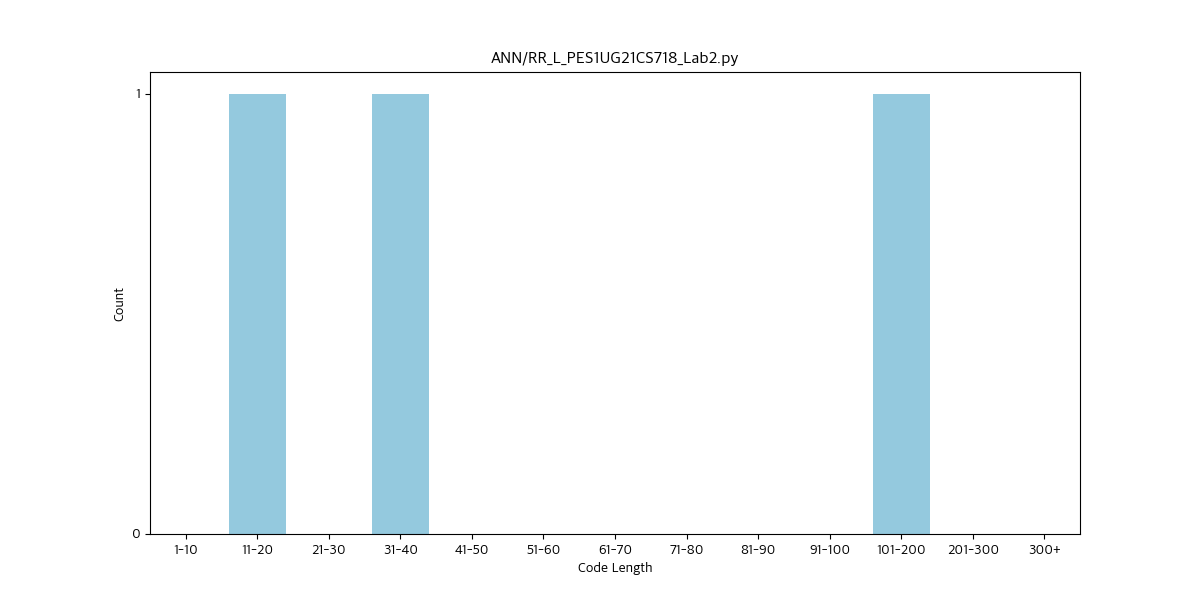 ANN/RR_L_PES1UG21CS718_Lab2.py
1
Count
0
1-10 11-20 21-30 31-40 41-50 51-60 61-70 71-80 81-90 91-100 101-200 201-300 300+
Code Length